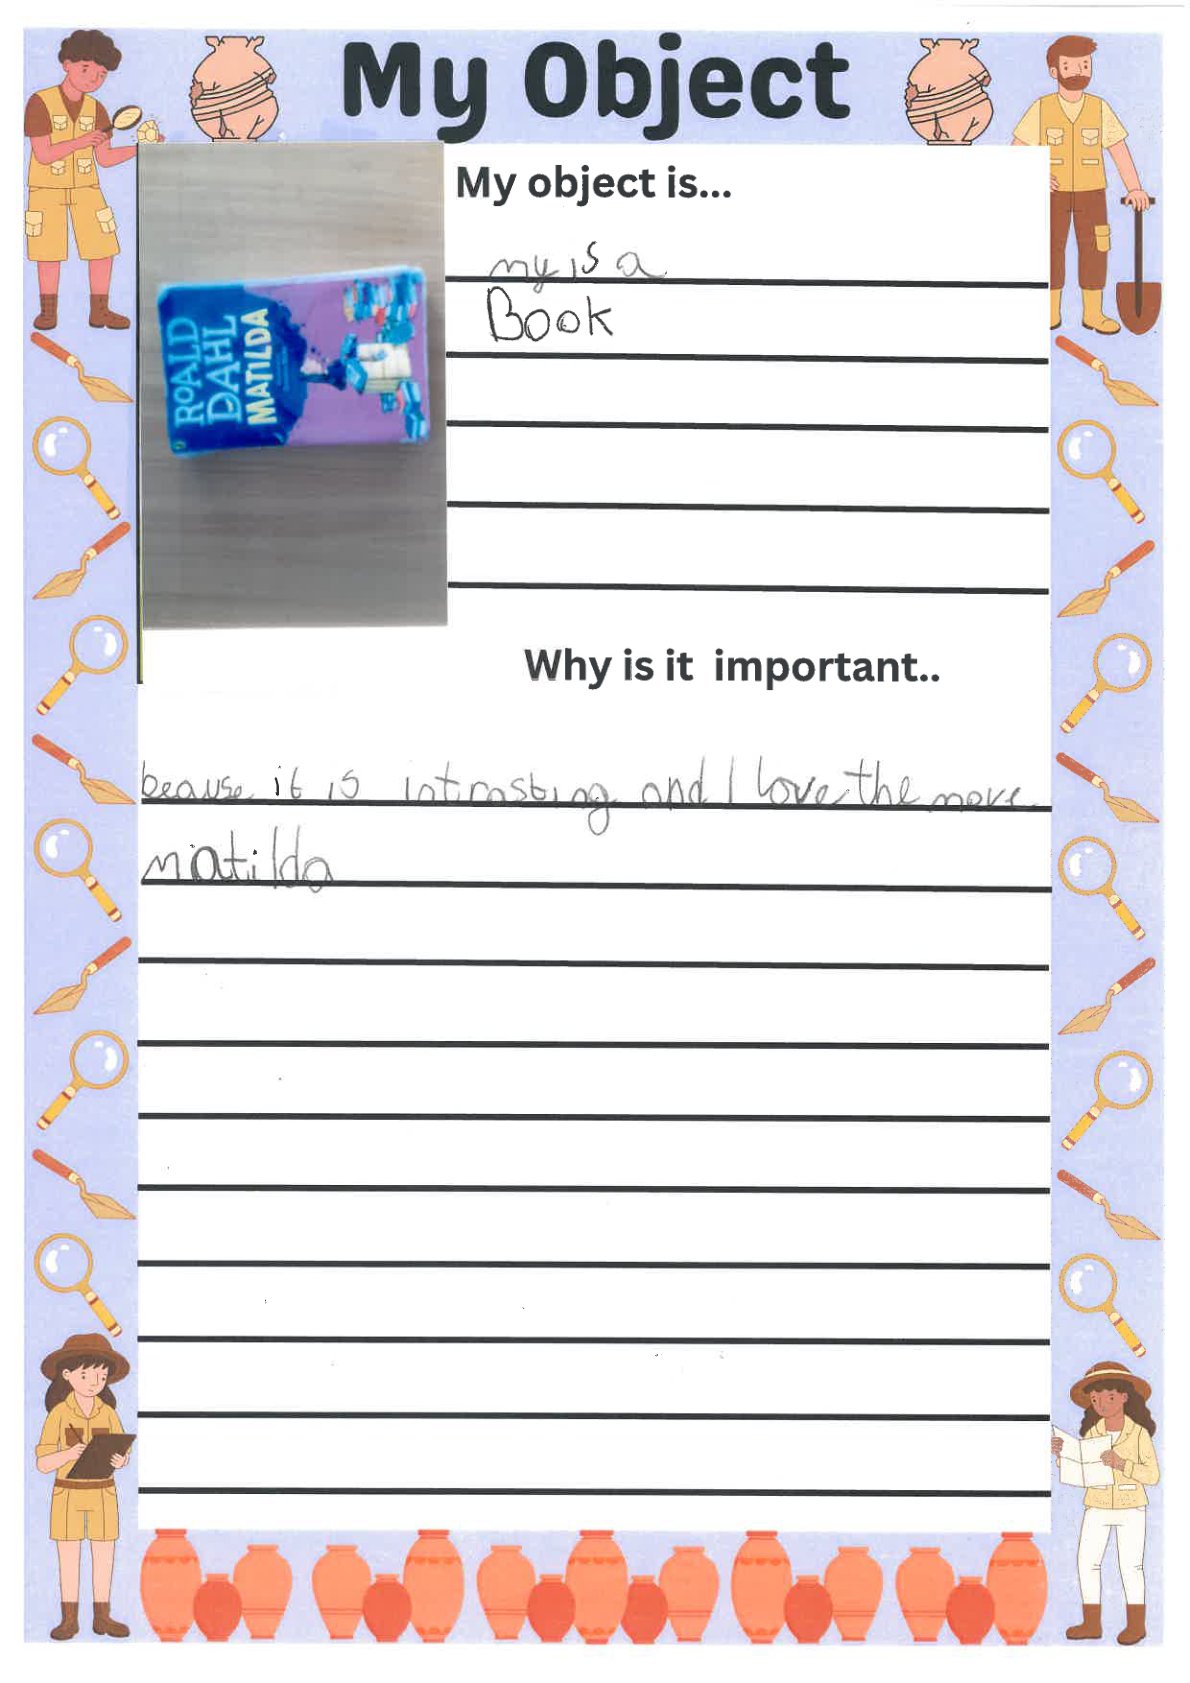 My Object
My object is...
my is a
Book
ROALD
DAHL
MATILDA
Why is it important..
beause it is intirasting and I love the move
matilda